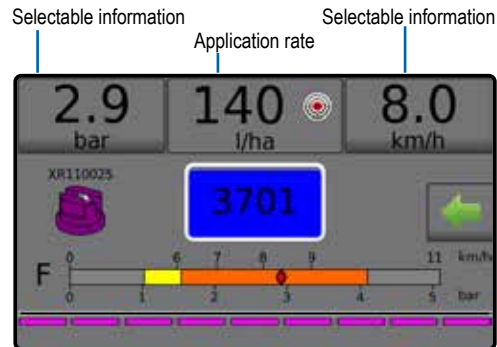 Selectable information
Selectable information
Application rate
2.9
140
8.0
bar
l/ha
km/h
XR110025
3701
0 6 7 8 9 11 km/h
F
0 1 2 3 4 5 bar